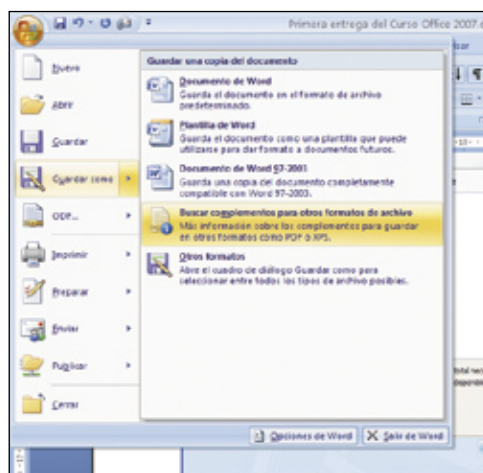 Primera entrega del Curso Office 2007.
Nuevo
Abrir
Guardar
Guardar como
ODF...
Imprimir
Preparar
Enviar
Publicar
Cerrar
Guardar una copia del documento
Documento de Word
Guarda el documento en el formato de archivo
predeterminado.
Plantilla de Word
Guarda el documento como una plantilla que puede
utilizarse para dar formato a documentos futuros.
Documento de Word 97-2003
Guarda una copia del documento completamente
compatible con Word 97-2003.
Buscar complementos para otros formatos de archivo
Más información sobre los complementos para guardar
en otros formatos como PDF o XPS.
Otros formatos
Abre el cuadro de diálogo Guardar como para
seleccionar entre todos los tipos de archivo posibles.
Opciones de Word
Salir de Word